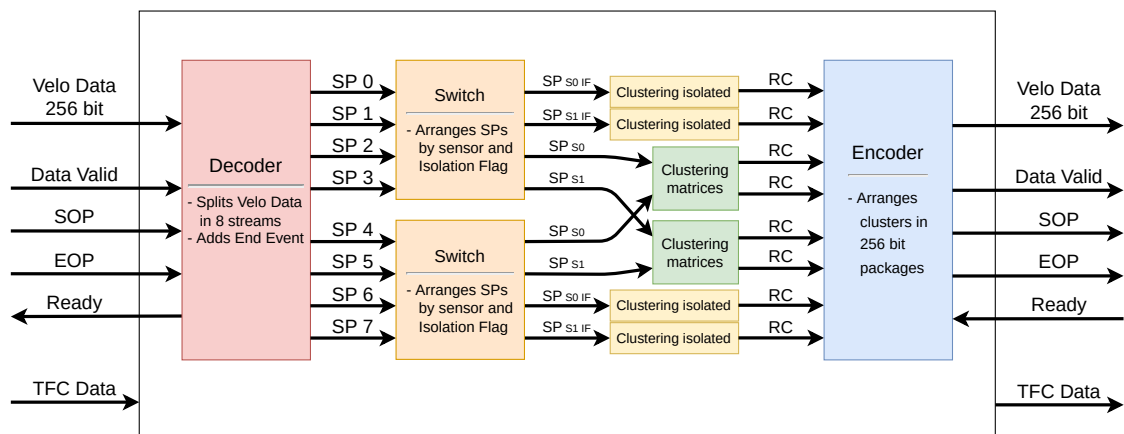 Velo Data
256 bit
Data Valid
SOP
EOP
Ready
TFC Data
Decoder
- Splits Velo Data
in 8 streams
- Adds End Event
SP 0
SP 1
SP 2
SP 3
SP 4
SP 5
SP 6
SP 7
Switch
- Arranges SPs
by sensor and
Isolation Flag
Switch
- Arranges SPs
by sensor and
Isolation Flag
SP S0 IF
SP S1 IF
SP S0
SP S1
SP S0
SP S1
SP S0 IF
SP S1 IF
Clustering isolated
Clustering isolated
Clustering
matrices
Clustering
matrices
Clustering isolated
Clustering isolated
RC
RC
RC
RC
RC
RC
RC
RC
Encoder
- Arranges
clusters in
256 bit
packages
Velo Data
256 bit
Data Valid
SOP
EOP
Ready
TFC Data